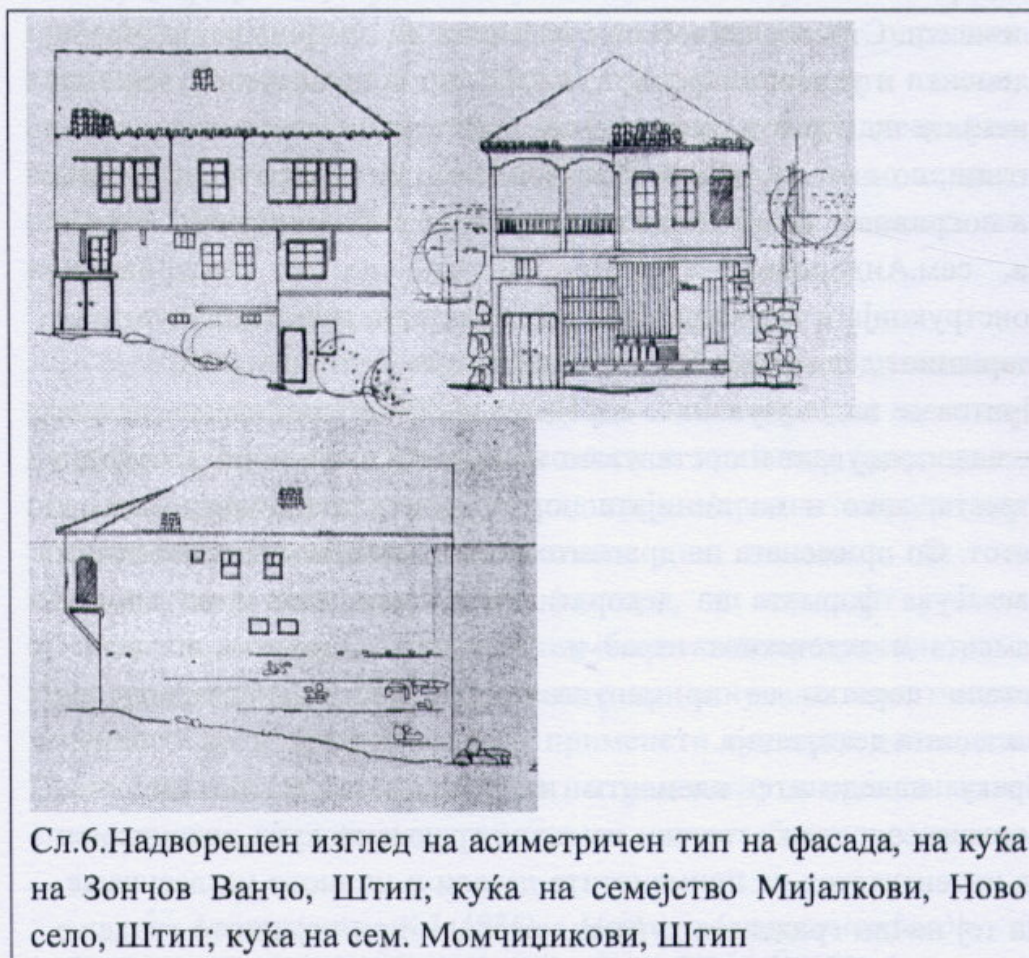 Сл.6.Надворешен изглед на асиметричен тип на фасада, на куќа
на Зончов Ванчо, Штип; куќа на семејство Мијалкови, Ново
село, Штип; куќа на сем. Момчициկови, Штип